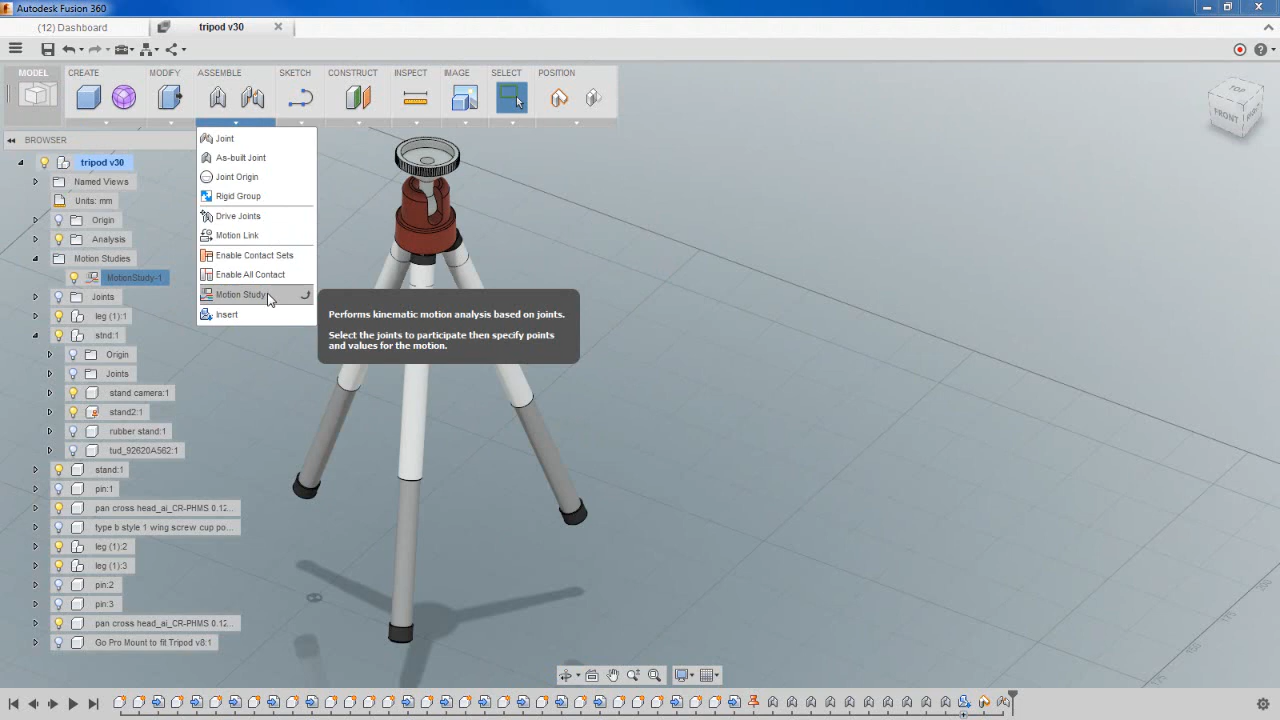 Autodesk Fusion 360
(12) Dashboard
tripod v30
MODEL
CREATE
MODIFY
ASSEMBLE
SKETCH
CONSTRUCT
INSPECT
IMAGE
SELECT
POSITION
TOP
FRONT
BROWSER
tripod v30
Named Views
Units: mm
Origin
Analysis
Motion Studies
MotionStudy-1
Joints
leg (1):1
stnd:1
Origin
Joints
stand camera:1
stand2:1
rubber stand:1
tud_92620A562:1
stand:1
pin:1
pan cross head_ai_CR-PHMS 0.12...
type b style 1 wing screw cup po...
leg (1):2
leg (1):3
pin:2
pin:3
pan cross head_ai_CR-PHMS 0.12...
Go Pro Mount to fit Tripod v8:1
Joint
As-built Joint
Joint Origin
Rigid Group
Drive Joints
Motion Link
Enable Contact Sets
Enable All Contact
Motion Study
Insert
Performs kinematic motion analysis based on joints.
Select the joints to participate then specify points
and values for the motion.